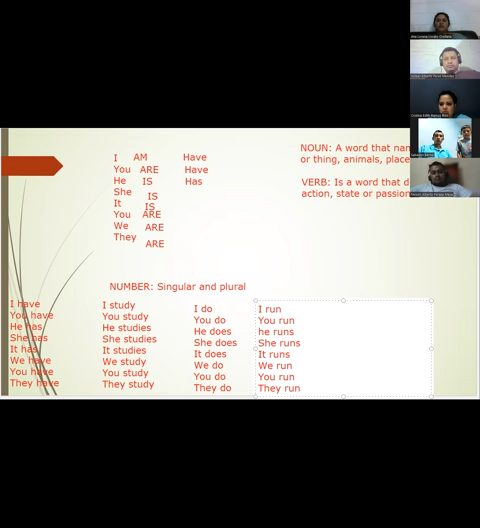 I AM Have
You ARE Have
He IS Has
She IS
It IS
You ARE
We ARE
They ARE
NOUN: A word that nam
or thing, animals, place
VERB: Is a word that d
action, state or passion
NUMBER: Singular and plural
I have
You have
He has
She has
It has
We have
You have
They have
I study
You study
He studies
She studies
It studies
We study
You study
They study
I do
You do
He does
She does
It does
We do
You do
They do
I run
You run
he runs
She runs
It runs
We run
You run
They run